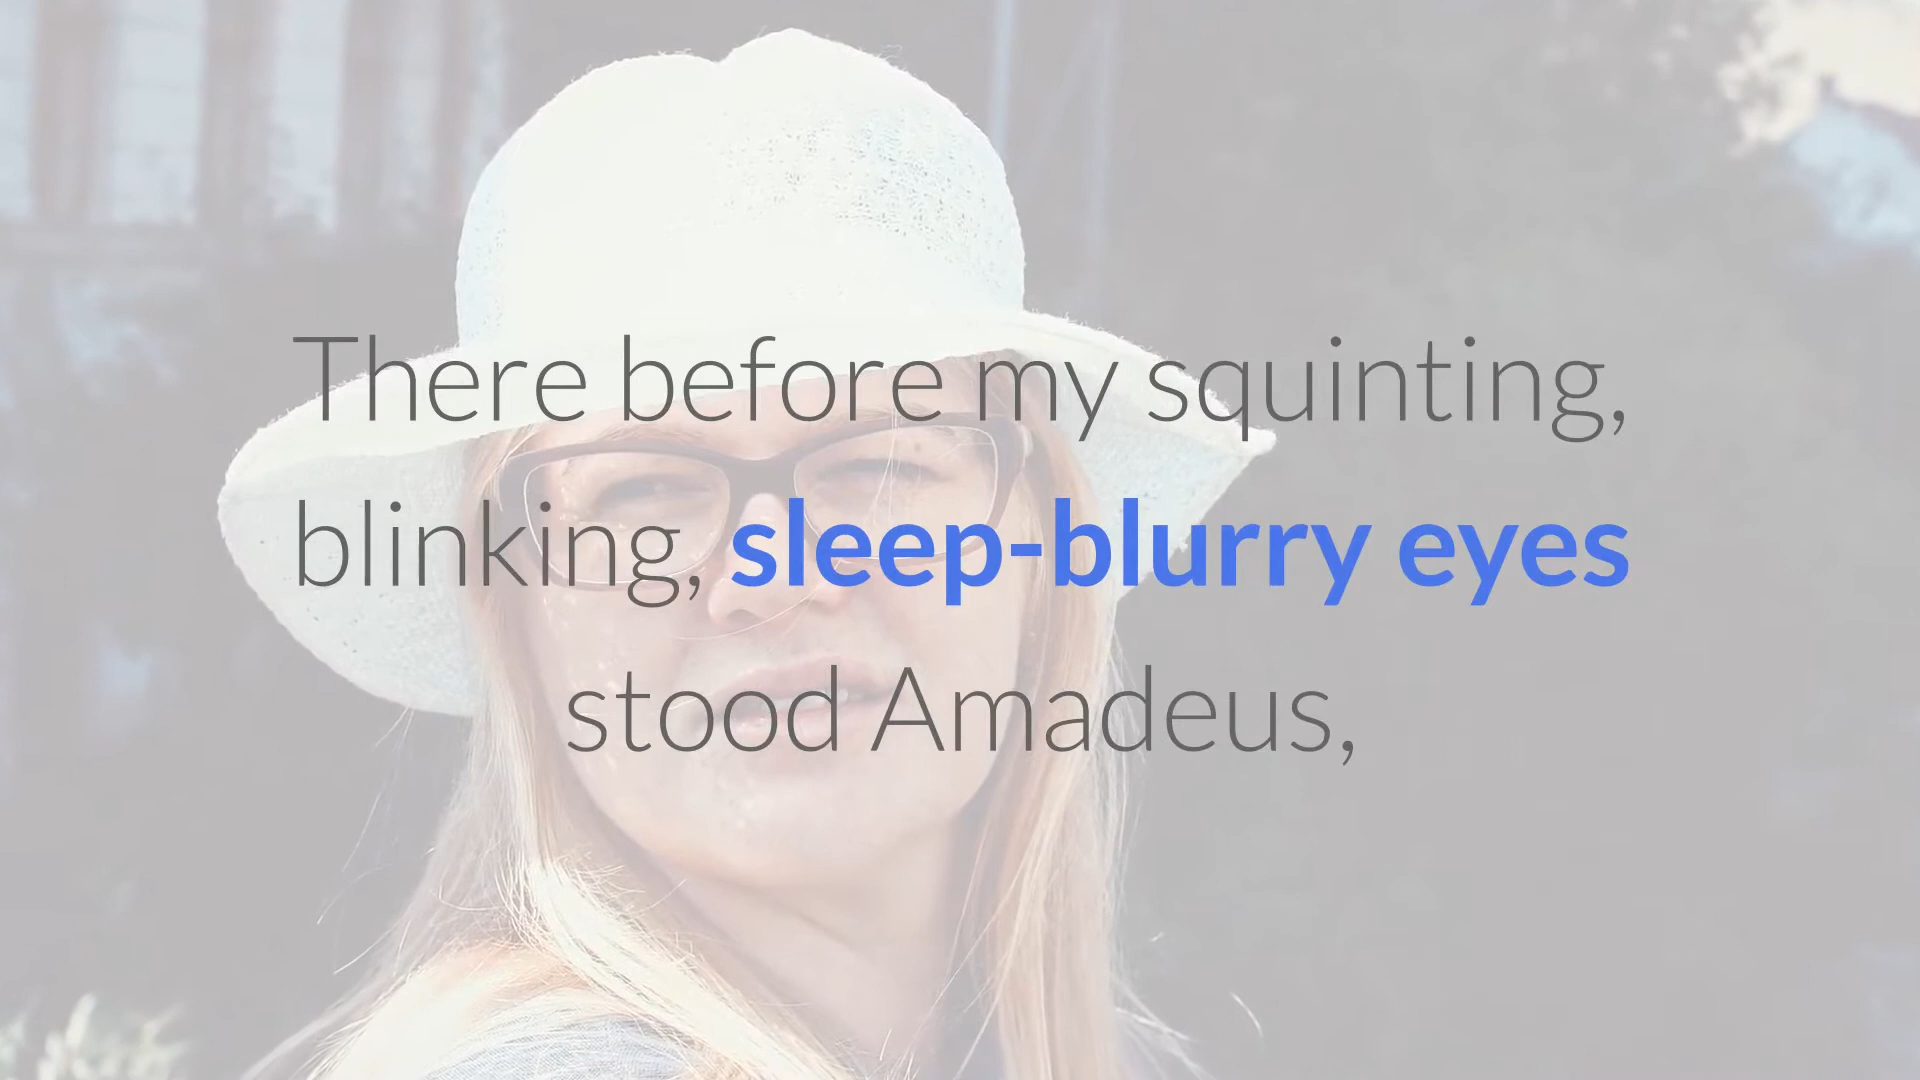 There before my squinting,
blinking, sleep-blurry eyes
stood Amadeus,